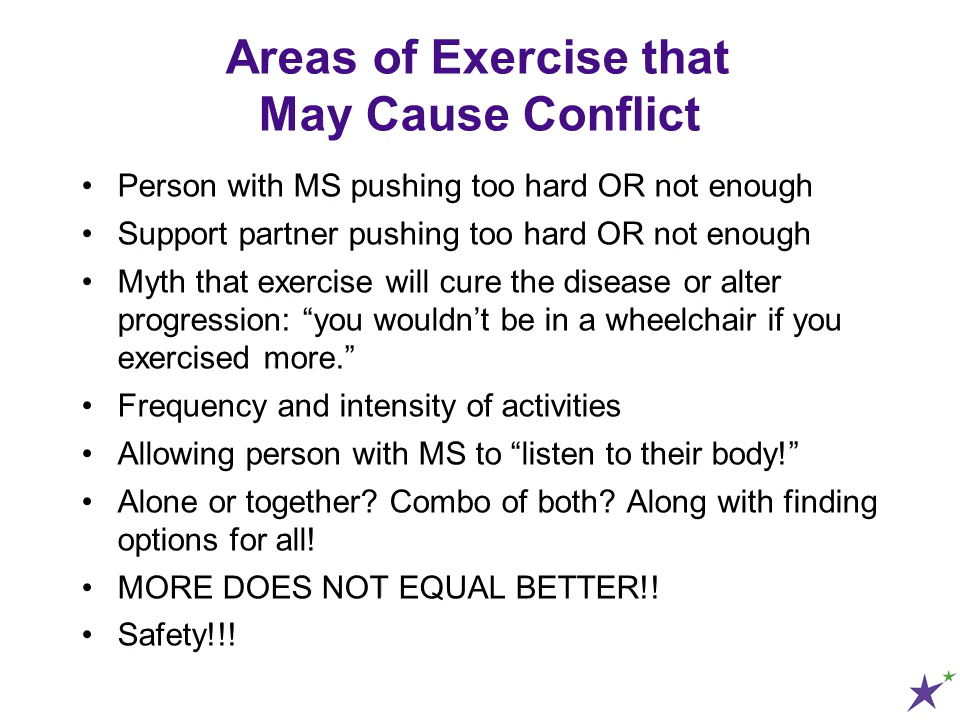 Areas of Exercise that
May Cause Conflict
• Person with MS pushing too hard OR not enough
• Support partner pushing too hard OR not enough
• Myth that exercise will cure the disease or alter
progression: “you wouldn’t be in a wheelchair if you
exercised more.”
• Frequency and intensity of activities
• Allowing person with MS to “listen to their body!”
• Alone or together? Combo of both? Along with finding
options for all!
• MORE DOES NOT EQUAL BETTER!!
• Safety!!!